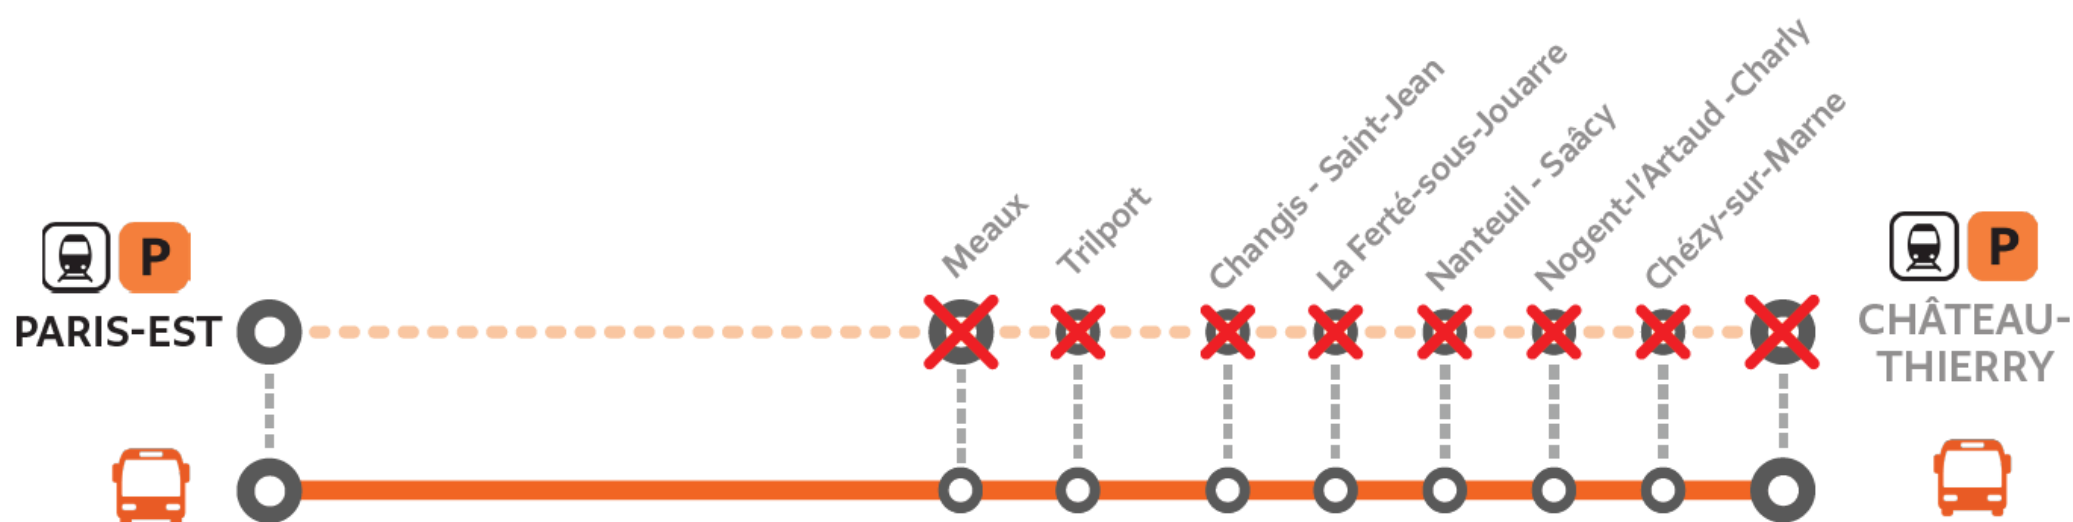 Meaux
Trilport
Changis - Saint-Jean
La Ferté-sous-Jouarre
Nanteuil - Saâcy
Nogent-l'Artaud -Charly
Chézy-sur-Marne
P
PARIS-EST
P
CHÂTEAU-
THIERRY